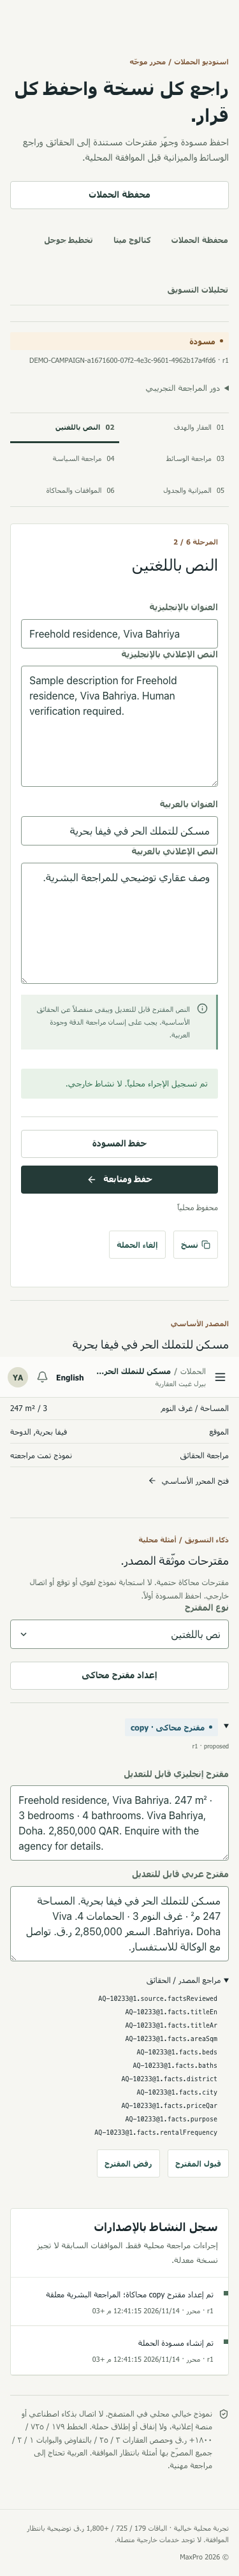 استوديو الحملات / محرر موجّه
راجع كل نسخة واحفظ كل
قرار.
احفظ مسودة وجهّز مقترحات مستندة إلى الحقائق وراجع
الوسائط والميزانية قبل الموافقة المحلية.
محفظة الحملات
محفظة الحملات
كتالوج ميتا
تخطيط جوجل
تحليلات التسويق
• مسودة
DEMO-CAMPAIGN-a1671600-07f2-4e3c-9601-4962b17a4fd6 · r1
دور المراجعة التجريبي
01 العقار والهدف
02 النص باللغتين
03 مراجعة الوسائط
04 مراجعة السياسة
05 الميزانية والجدول
06 الموافقات والمحاكاة
المرحلة 6 / 2
النص باللغتين
العنوان بالإنجليزية
Freehold residence, Viva Bahriya
النص الإعلاني بالإنجليزية
Sample description for Freehold
residence, Viva Bahriya. Human
verification required.
العنوان بالعربية
مسكن للتملك الحر في فيفا بحرية
النص الإعلاني بالعربية
وصف عقاري توضيحي للمراجعة البشرية.
النص المقترح قابل للتعديل ويبقى منفصلاً عن الحقائق
الأساسية. يجب على إنسان مراجعة الدقة وجودة
العربية.
تم تسجيل الإجراء محلياً. لا نشاط خارجي.
حفظ المسودة
حفظ ومتابعة
محفوظ محلياً
نسخ
إلغاء الحملة
المصدر الأساسي
مسكن للتملك الحر في فيفا بحرية
الحملات / مسكن للتملك الحر...
بيرل غيت العقارية
English
YA
المساحة / غرف النوم
247 m² / 3
الموقع
فيفا بحرية, الدوحة
مراجعة الحقائق
نموذج تمت مراجعته
فتح المحرر الأساسي
ذكاء التسويق / أمثلة محلية
مقترحات موثّقة المصدر.
مقترحات محاكاة حتمية. لا استجابة نموذج لغوي أو توقع أو اتصال
خارجي. احفظ المسودة أولاً.
نوع المقترح
نص باللغتين
إعداد مقترح محاكى
• مقترح محاكى · copy
r1 · proposed
مقترح إنجليزي قابل للتعديل
Freehold residence, Viva Bahriya. 247 m² ·
3 bedrooms · 4 bathrooms. Viva Bahriya,
Doha. 2,850,000 QAR. Enquire with the
agency for details.
مقترح عربي قابل للتعديل
مسكن للتملك الحر في فيفا بحرية. المساحة
247 م² · غرف النوم 3 · الحمامات 4. Viva
Bahriya، Doha. السعر 2,850,000 ر.ق. تواصل
مع الوكالة للاستفسار.
مراجع المصدر / الحقائق
AQ-10233@1.source.factsReviewed
AQ-10233@1.facts.titleEn
AQ-10233@1.facts.titleAr
AQ-10233@1.facts.areaSqm
AQ-10233@1.facts.beds
AQ-10233@1.facts.baths
AQ-10233@1.facts.district
AQ-10233@1.facts.city
AQ-10233@1.facts.priceQar
AQ-10233@1.facts.purpose
AQ-10233@1.facts.rentalFrequency
قبول المقترح
رفض المقترح
سجل النشاط بالإصدارات
إجراءات مراجعة محلية فقط. الموافقات السابقة لا تجيز
نسخة معدلة.
تم إعداد مقترح copy محاكاة؛ المراجعة البشرية معلقة
r1 · محرر · 2026/11/14 12:41:15 م +03
تم إنشاء مسودة الحملة
r1 · محرر · 2026/11/14 12:41:15 م +03
نموذج خيالي محلي في المتصفح. لا اتصال بذكاء اصطناعي أو
منصة إعلانية، ولا إنفاق أو إطلاق حملة. الخطط ١٧٩ / ٧٢٥ /
١٨٠٠+ ر.ق وحصص العقارات ٢ / ٢٥ / بالتفاوض والبوابات ١ / ٢ /
جميع المصرّح بها أمثلة بانتظار الموافقة. العربية تحتاج إلى
مراجعة مهنية.
تجربة محلية خيالية · الباقات 179 / 725 / +1,800 ر.ق توضيحية بانتظار
الموافقة. لا توجد خدمات خارجية متصلة.
© 2026 MaxPro